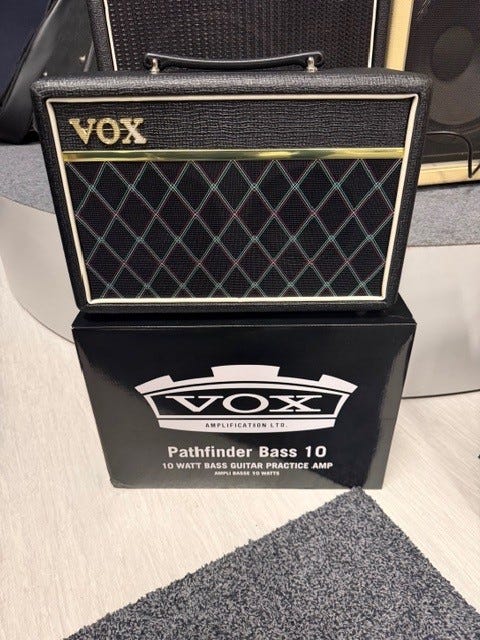 VOX
VOX
AMPLIFICATION LTD.
Pathfinder Bass 10
10 WATT BASS GUITAR PRACTICE AMP
AMPLI BASSE 10 WATTS